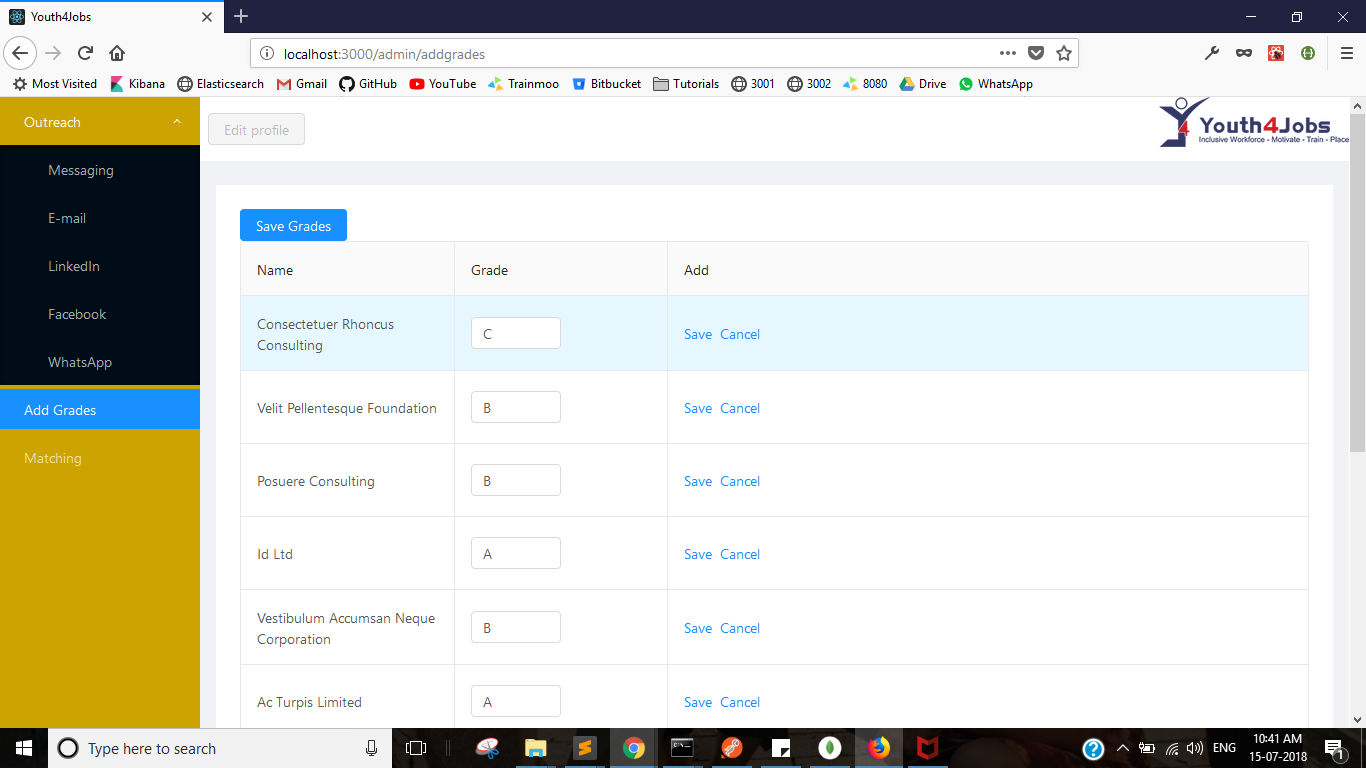 Youth4Jobs
localhost:3000/admin/addgrades
Most Visited Kibana Elasticsearch Gmail GitHub YouTube Trainmoo Bitbucket Tutorials 3001 3002 8080 Drive WhatsApp
Outreach
Messaging
E-mail
LinkedIn
Facebook
WhatsApp
Add Grades
Matching
Edit profile
Youth4Jobs
Inclusive Workforce - Motivate - Train - Place
Save Grades
Name Grade Add
Consectetuer Rhoncus
Consulting
C Save Cancel
Velit Pellentesque Foundation B Save Cancel
Posuere Consulting B Save Cancel
Id Ltd A Save Cancel
Vestibulum Accumsan Neque
Corporation
B Save Cancel
Ac Turpis Limited A Save Cancel
Type here to search
ENG
10:41 AM
15-07-2018
1